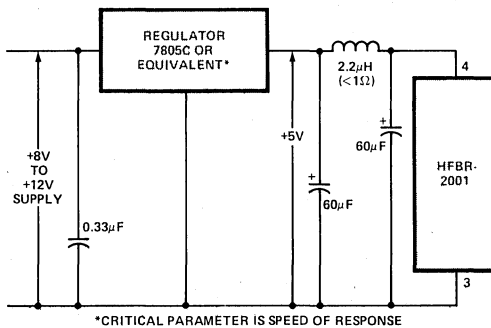 REGULATOR
7805C OR
EQUIVALENT*
2.2μH
(<1Ω)
4
+8V
TO
+12V
SUPPLY
+5V
+
60μF
+
60μF
HFBR-
2001
0.33μF
3
*CRITICAL PARAMETER IS SPEED OF RESPONSE